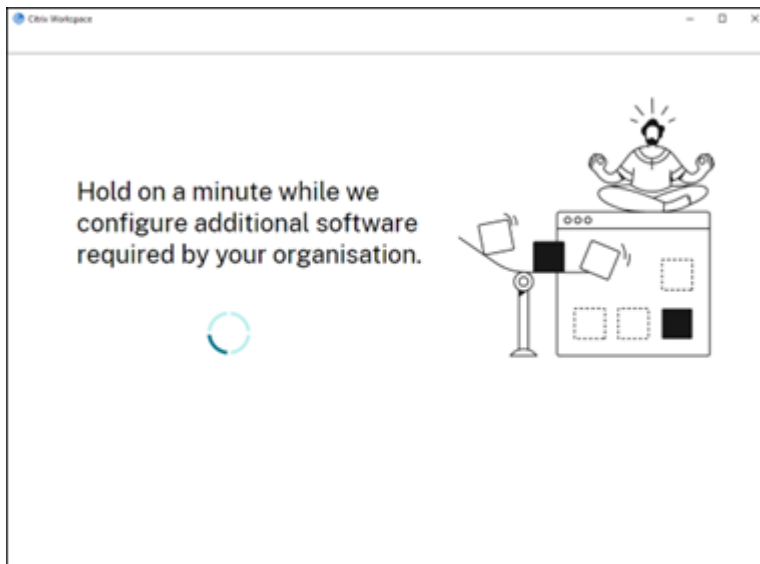 Citrix Workspace
Hold on a minute while we
configure additional software
required by your organisation.